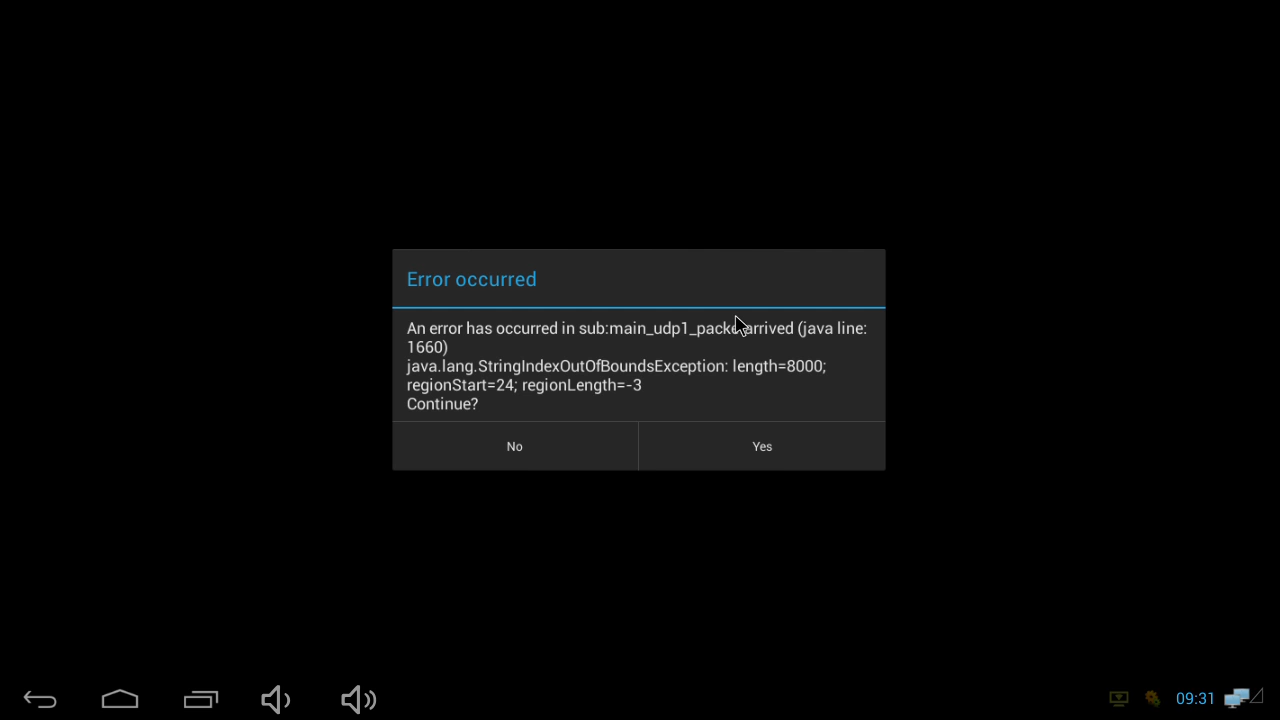 Error occurred
An error has occurred in sub:main_udp1_pack arrived (java line:
1660)
java.lang.StringIndexOutOfBoundsException: length=8000;
regionStart=24; regionLength=-3
Continue?
No Yes
09:31